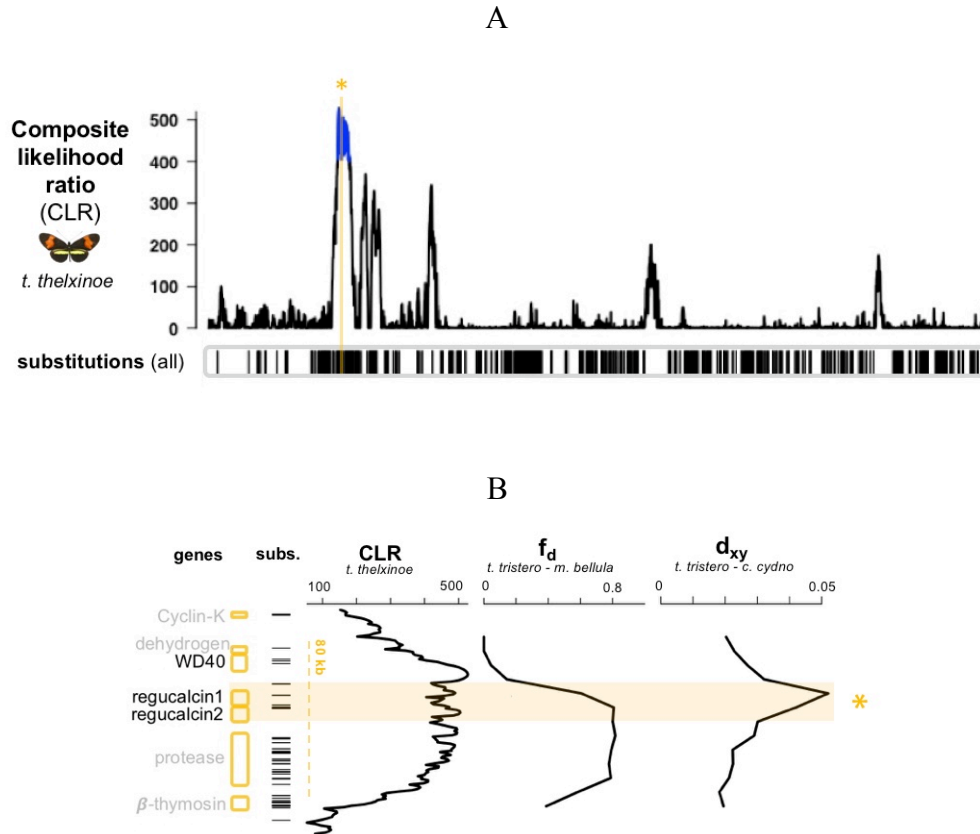 A
*
Composite
likelihood
ratio
(CLR)
t. thelxinoe
500
400
300
200
100
0
substitutions (all)
B
genes
subs.
CLR
t. thelxinoe
fd
t. tristero - m. bellula
dxy
t. tristero - c. cydno
100
500
0
0.8
0
0.05
Cyclin-K
dehydrogen
WD40
80 kb
regucalcin1
regucalcin2
*
protease
β-thymosin